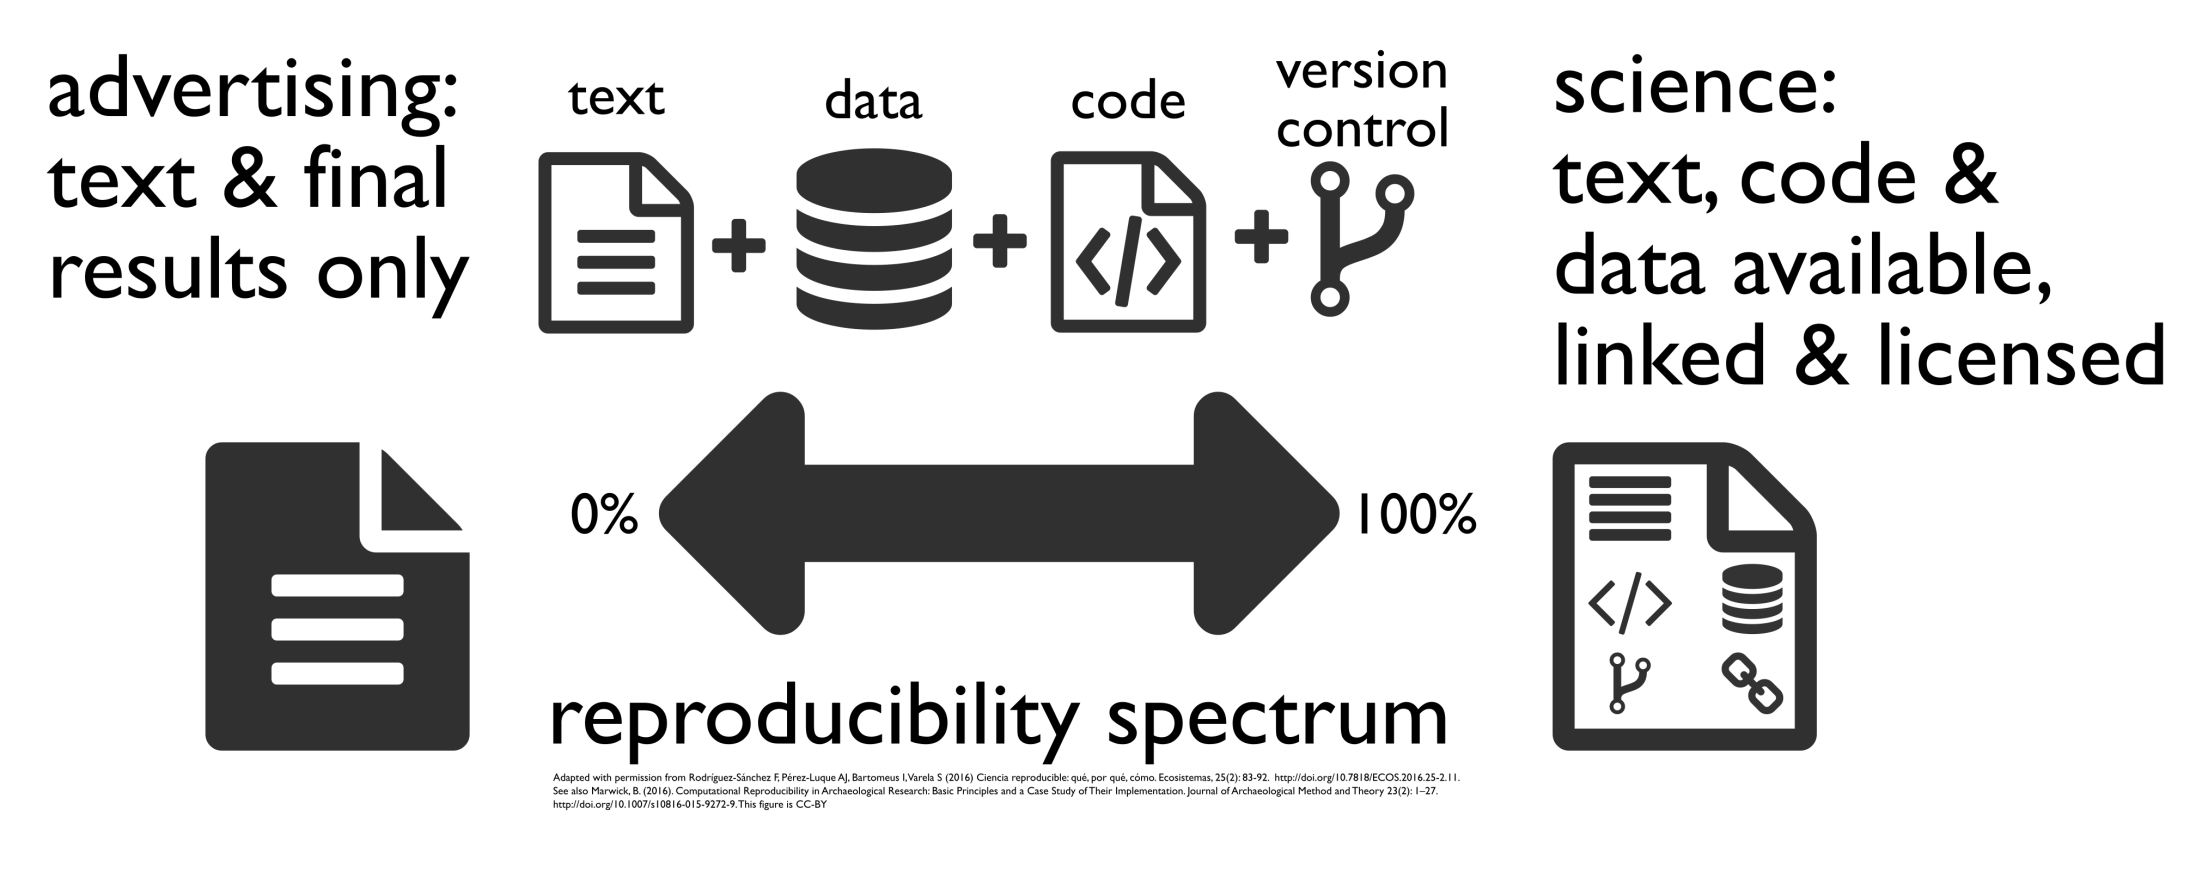 advertising:
text & final
results only
text
data
code
version
control
science:
text, code &
data available,
linked & licensed
0%
100%
reproducibility spectrum
Adapted with permission from Rodríguez-Sánchez F, Pérez-Luque AJ, Bartomeus I, Varela S (2016) Ciencia reproducible: qué, por qué, cómo. Ecosistemas, 25(2): 83-92. http://doi.org/10.7818/ECOS.2016.25-2.11.
See also Marwick, B. (2016). Computational Reproducibility in Archaeological Research: Basic Principles and a Case Study of Their Implementation. Journal of Archaeological Method and Theory 23(2): 1–27.
http://doi.org/10.1007/s10816-015-9272-9. This figure is CC-BY